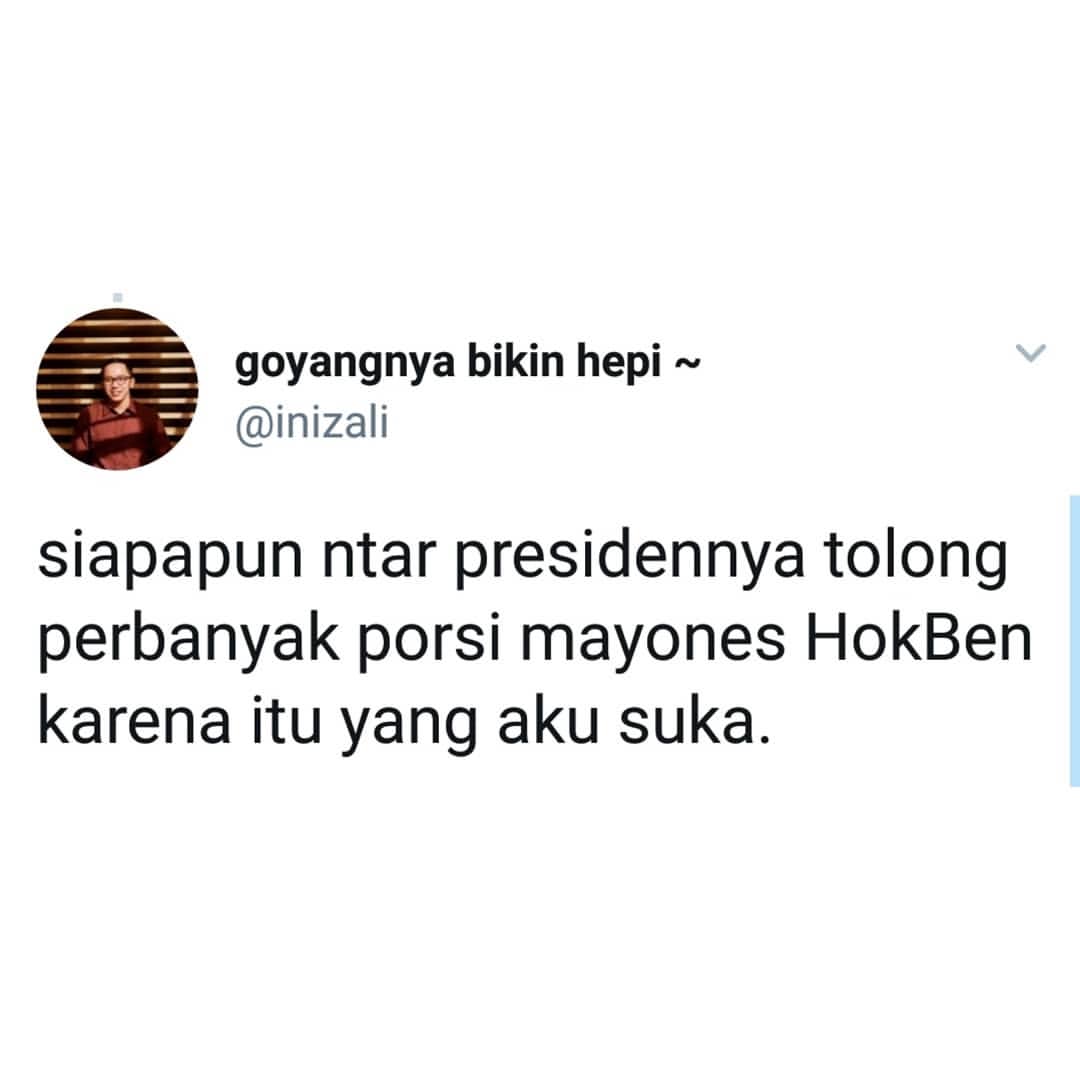 goyangnya bikin hepi ~
@inizali
siapapun ntar presidennya tolong
perbanyak porsi mayones HokBen
karena itu yang aku suka.